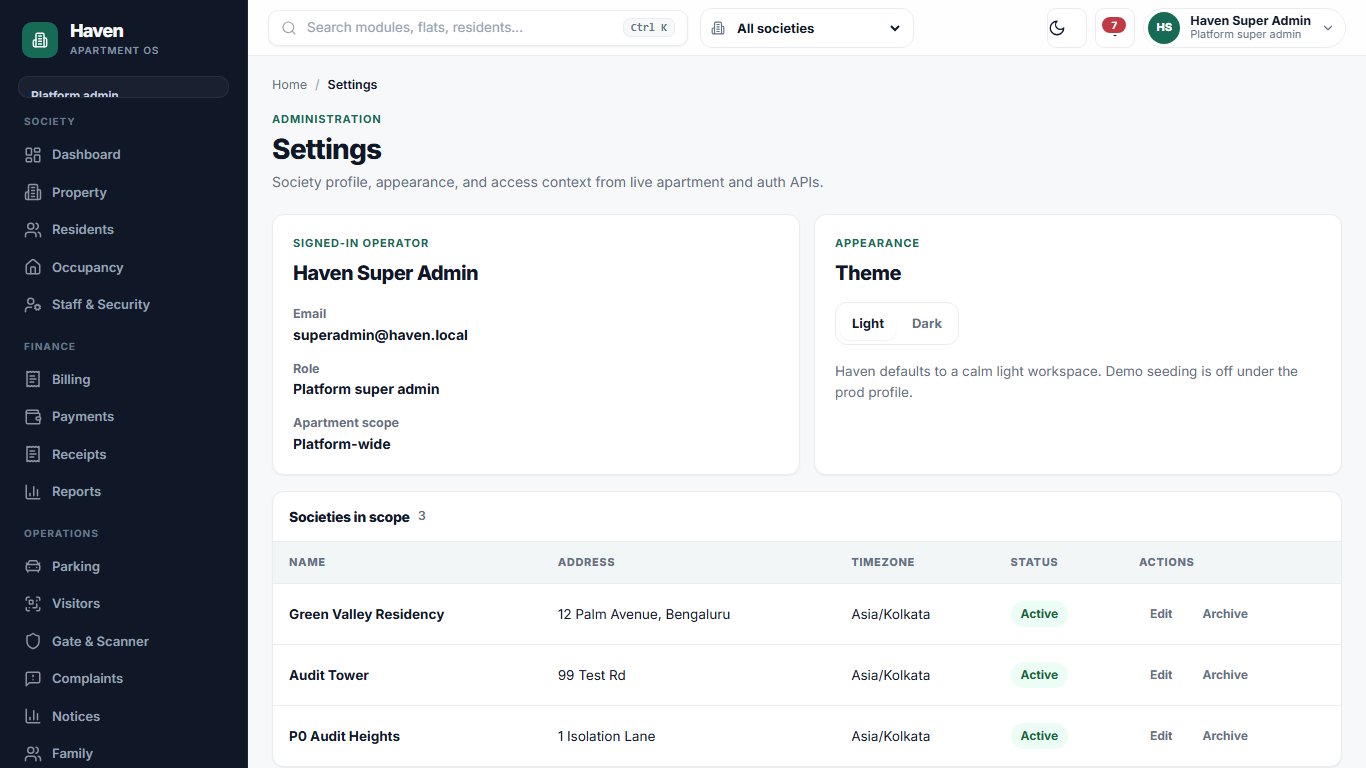 Haven
APARTMENT OS
Platform admin
SOCIETY
Dashboard
Property
Residents
Occupancy
Staff & Security
FINANCE
Billing
Payments
Receipts
Reports
OPERATIONS
Parking
Visitors
Gate & Scanner
Complaints
Notices
Family
Search modules, flats, residents... Ctrl K
All societies
7
HS
Haven Super Admin
Platform super admin
Home / Settings
ADMINISTRATION
Settings
Society profile, appearance, and access context from live apartment and auth APIs.
SIGNED-IN OPERATOR
Haven Super Admin
Email
superadmin@haven.local
Role
Platform super admin
Apartment scope
Platform-wide
APPEARANCE
Theme
Light Dark
Haven defaults to a calm light workspace. Demo seeding is off under the
prod profile.
Societies in scope 3
NAME ADDRESS TIMEZONE STATUS ACTIONS
Green Valley Residency 12 Palm Avenue, Bengaluru Asia/Kolkata Active Edit Archive
Audit Tower 99 Test Rd Asia/Kolkata Active Edit Archive
P0 Audit Heights 1 Isolation Lane Asia/Kolkata Active Edit Archive